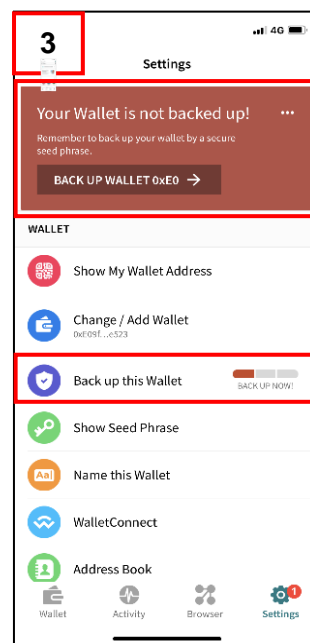 3
4G
Settings
Your Wallet is not backed up!
Remember to back up your wallet by a secure
seed phrase.
BACK UP WALLET 0xE0 →
WALLET
Show My Wallet Address
Change / Add Wallet
0xE09f...e523
Back up this Wallet
BACK UP NOW!
Show Seed Phrase
Aa
Name this Wallet
WalletConnect
Address Book
Wallet
Activity
Browser
Settings
1